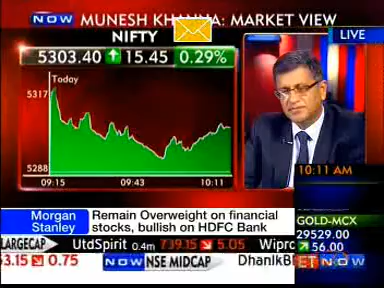 NOW MUNESH KHANNA: MARKET VIEW
NIFTY
LIVE
5303.40 15.45 0.29%
Today
5317
5288
09:15 09:43 10:11
10:11 AM
Morgan Stanley
Remain Overweight on financial
stocks, bullish on HDFC Bank
GOLD-MCX
29529.00
56.00
LARGECAP UtdSpirit 0.4m 739.15 5.05 Wipro
53.15 0.75 NOW NSE MIDCAP DhanlkB
ET NOW